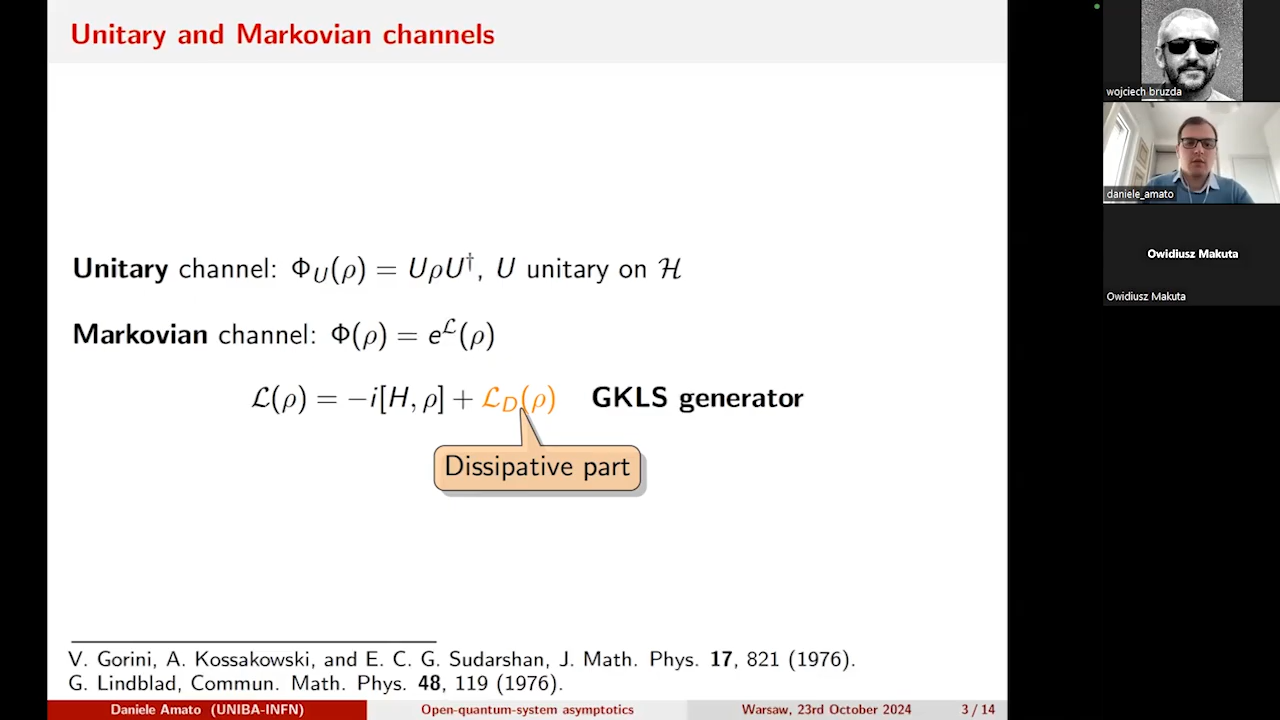 Unitary and Markovian channels
Unitary channel: Φ_U(ρ) = UρU†, U unitary on ℋ
Markovian channel: Φ(ρ) = e^ℒ(ρ)
ℒ(ρ) = −i[H, ρ] + ℒ_D(ρ) GKLS generator
Dissipative part
V. Gorini, A. Kossakowski, and E. C. G. Sudarshan, J. Math. Phys. 17, 821 (1976).
G. Lindblad, Commun. Math. Phys. 48, 119 (1976).
Daniele Amato (UNIBA-INFN) Open-quantum-system asymptotics Warsaw, 23rd October 2024 3 / 14
wojciech bruzda
daniele_amato
Owidiusz Makuta
Owidiusz Makuta